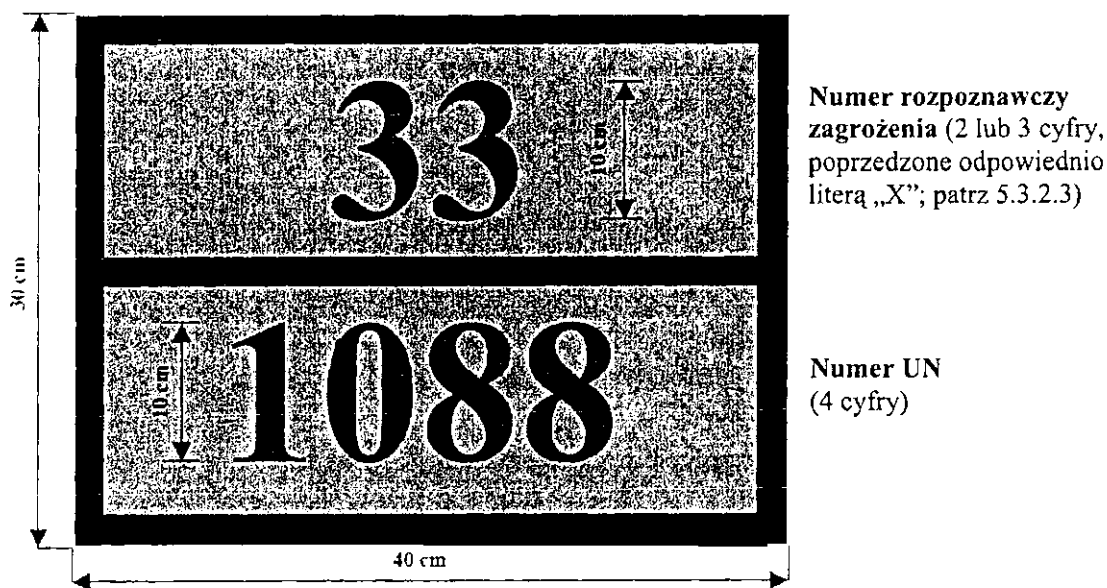 33
10 cm
Numer rozpoznawczy
zagrożenia (2 lub 3 cyfry,
poprzedzone odpowiednio
literą „X”; patrz 5.3.2.3)
30 cm
1088
10 cm
Numer UN
(4 cyfry)
40 cm